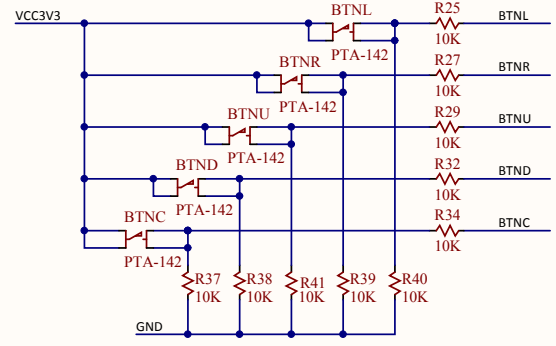 VCC3V3
BTNL
R25
BTNL
PTA-142
10K
BTNR
R27
BTNR
PTA-142
10K
BTNU
R29
BTNU
PTA-142
10K
BTND
R32
BTND
PTA-142
10K
BTNC
R34
BTNC
PTA-142
10K
R37
R38
R41
R39
R40
10K
10K
10K
10K
10K
GND